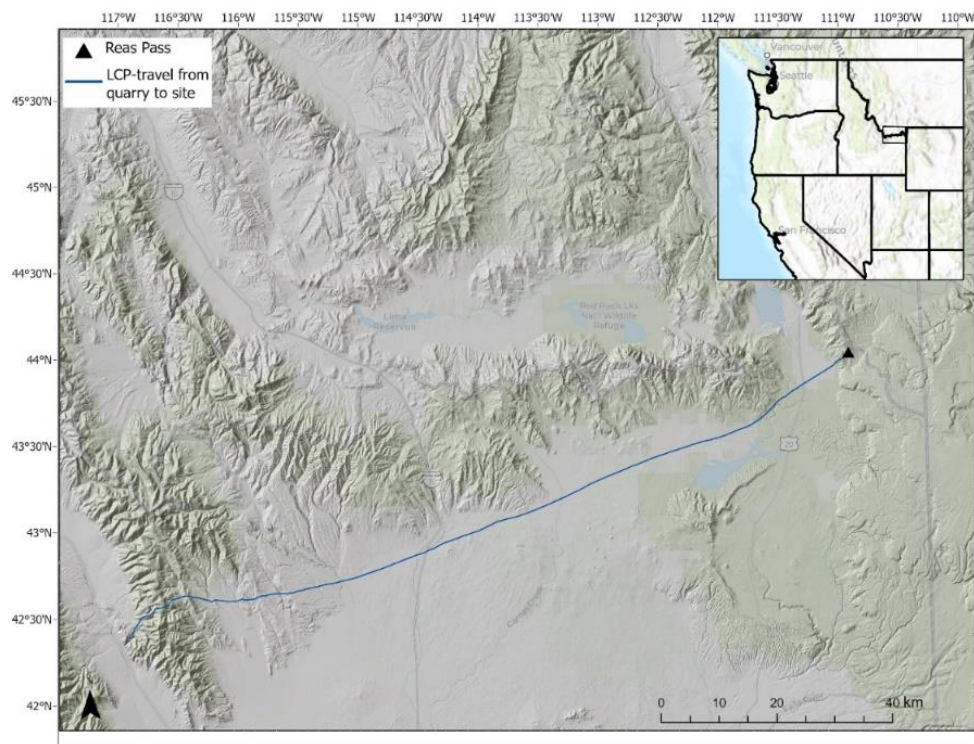 117°W 116°30'W 116°W 115°30'W 115°W 114°30'W 114°W 113°30'W 113°W 112°30'W 112°W 111°30'W 111°W 110°30'W 110°W
Reas Pass
LCP-travel from
quarry to site
Vancouver
Seattle
San Francisco
45°30'N
45°N
44°30'N
44°N
43°30'N
43°N
42°30'N
42°N
Lima
Reservoir
Red Rock Lks
Natl Wildlife
Refuge
20
0 10 20 40 km